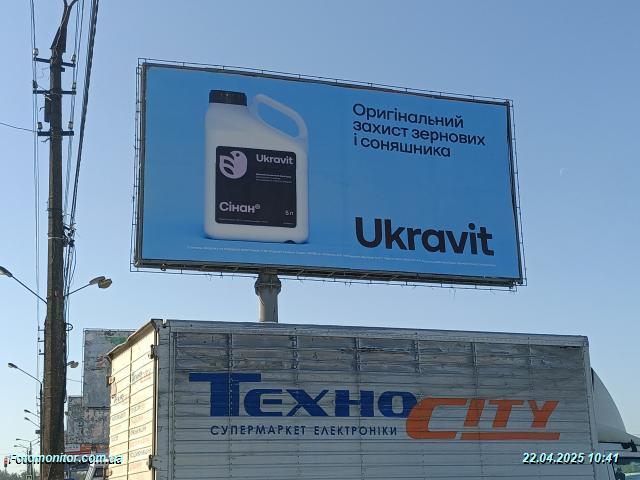 Оригінальний
захист зернових
і соняшника
Ukravit
Сінан®
5 л
Ukravit
Техно City
СУПЕРМАРКЕТ ЕЛЕКТРОНІКИ
Fotomonitor.com.ua
22.04.2025 10:41